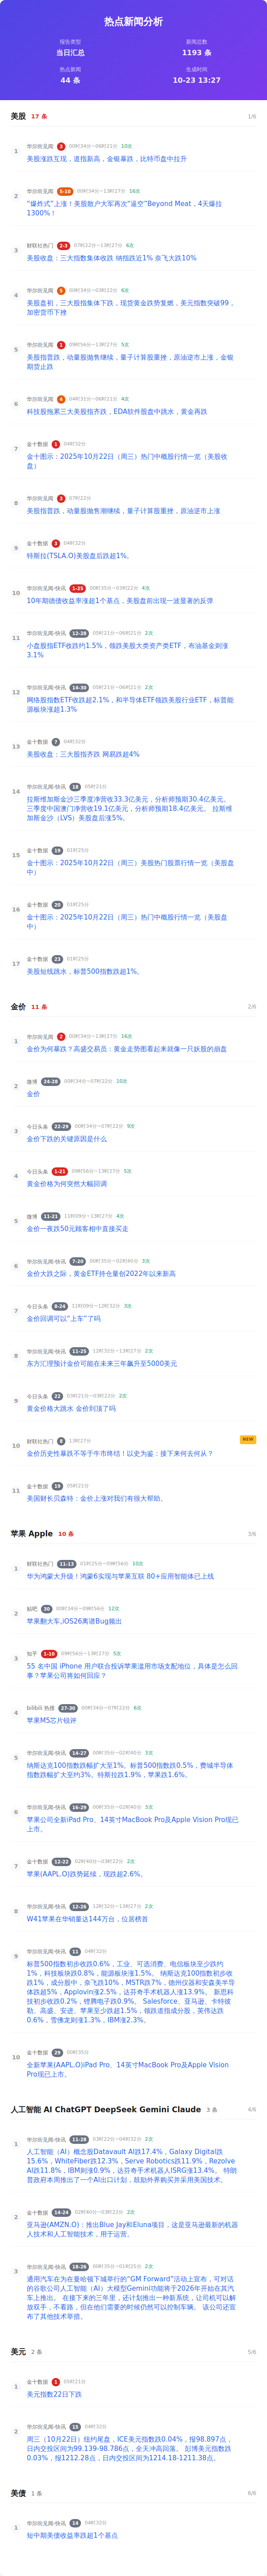 热点新闻分析
报告类型
新闻总数
当日汇总
1193 条
热点新闻
生成时间
44 条
10-23 13:27
美股 17 条 1/6
1 华尔街见闻 3 00时34分~06时21分 10次
美股涨跌互现，道指新高，金银暴跌，比特币盘中拉升
2 华尔街见闻 5-10 00时34分~13时27分 16次
“爆炸式”上涨！美股散户大军再次“逼空”Beyond Meat，4天爆拉
1300%！
3 财联社热门 2-3 07时22分~13时27分 6次
美股收盘：三大指数集体收跌 纳指跌近1% 奈飞大跌10%
4 华尔街见闻 5 00时34分~03时22分 6次
美股盘初，三大股指集体下跌，现货黄金跌势复燃，美元指数突破99，
加密货币下挫
5 华尔街见闻 1 09时56分~13时27分 5次
美股指普跌，动量股抛售继续，量子计算股重挫，原油逆市上涨，金银
期货止跌
6 华尔街见闻 4 04时31分~06时21分 4次
科技股拖累三大美股指齐跌，EDA软件股盘中跳水，黄金再跌
7 金十数据 1 04时32分
金十图示：2025年10月22日（周三）热门中概股行情一览（美股收
盘）
8 华尔街见闻 3 07时22分
美股指普跌，动量股抛售继续，量子计算股重挫，原油逆市上涨
9 金十数据 3 04时32分
特斯拉(TSLA.O)美股盘后跌超1%。
10 华尔街见闻-快讯 1-25 00时35分~03时22分 4次
10年期德债收益率涨超1个基点，美股盘前出现一波显著的反弹
11 华尔街见闻-快讯 12-28 05时21分~06时21分 2次
小盘股指ETF收跌约1.5%，领跌美股大类资产类ETF，布油基金则涨
3.1%
12 华尔街见闻-快讯 14-30 05时21分~06时21分 2次
网络股指数ETF收跌超2.1%，和半导体ETF领跌美股行业ETF，标普能
源板块涨超1.3%
13 金十数据 7 04时32分
美股收盘：三大股指齐跌 网易跌超4%
14 华尔街见闻-快讯 18 05时21分
拉斯维加斯金沙三季度净营收33.3亿美元，分析师预期30.4亿美元。
三季度中国澳门净营收19.1亿美元，分析师预期18.4亿美元。 拉斯维
加斯金沙（LVS）美股盘后涨5%。
15 金十数据 19 01时25分
金十图示：2025年10月22日（周三）美股热门股票行情一览（美股盘
中）
16 金十数据 20 01时25分
金十图示：2025年10月22日（周三）热门中概股行情一览（美股盘
中）
17 金十数据 23 01时25分
美股短线跳水，标普500指数跌超1%。
金价 11 条 2/6
1 华尔街见闻 2 00时34分~13时27分 16次
金价为何暴跌？高盛交易员：黄金走势图看起来就像一只妖股的崩盘
2 微博 24-28 00时34分~07时22分 10次
金价
3 今日头条 22-29 00时34分~07时22分 9次
金价下跌的关键原因是什么
4 今日头条 1-21 09时56分~13时27分 5次
黄金价格为何突然大幅回调
5 微博 11-21 11时09分~13时27分 4次
金价一夜跌50元顾客相中直接买走
6 华尔街见闻-快讯 7-20 00时35分~02时40分 3次
金价大跌之际，黄金ETF持仓量创2022年以来新高
7 今日头条 8-24 11时09分~12时32分 3次
金价回调可以“上车”了吗
8 华尔街见闻-快讯 11-25 12时32分~13时27分 2次
东方汇理预计金价可能在未来三年飙升至5000美元
9 今日头条 22 03时21分~03时22分 2次
黄金价格大跳水 金价到顶了吗
10 财联社热门 8 13时27分 NEW
金价历史性暴跌不等于牛市终结！以史为鉴：接下来何去何从？
11 金十数据 19 05时21分
美国财长贝森特：金价上涨对我们有很大帮助。
苹果 Apple 10 条 3/6
1 财联社热门 11-13 01时25分~09时56分 10次
华为鸿蒙大升级！鸿蒙6实现与苹果互联 80+应用智能体已上线
2 贴吧 30 00时34分~09时56分 12次
苹果翻大车,iOS26离谱Bug频出
3 知乎 1-10 09时56分~13时27分 5次
55 名中国 iPhone 用户联合投诉苹果滥用市场支配地位，具体是怎么回
事？苹果公司将如何回应？
4 bilibili 热搜 27-30 00时34分~07时22分 6次
苹果M5芯片锐评
5 华尔街见闻-快讯 14-27 00时35分~02时40分 3次
纳斯达克100指数跌幅扩大至1%。标普500指数跌0.5%，费城半导体
指数跌幅扩大至约3%。特斯拉跌1.9%，苹果跌1.6%。
6 华尔街见闻-快讯 16-29 00时35分~02时40分 3次
苹果公司全新iPad Pro、14英寸MacBook Pro及Apple Vision Pro现已
上市。
7 金十数据 12-22 02时40分~03时22分 2次
苹果(AAPL.O)跌势延续，现跌超2.6%。
8 华尔街见闻-快讯 12-26 12时32分~13时27分 2次
W41苹果在华销量达144万台，位居榜首
9 华尔街见闻-快讯 11 04时32分
标普500指数初步收跌0.6%，工业、可选消费、电信板块至少跌约
1%，科技板块跌0.8%，能源板块涨1.5%。 纳斯达克100指数初步收
跌1%，成分股中，奈飞跌10%，MSTR跌7%，德州仪器和安森美半导
体跌超5%，Applovin涨2.5%，达芬奇手术机器人涨13.9%。 新思科
技初步收跌0.2%，铿腾电子跌0.9%。 Salesforce、亚马逊、卡特彼
勒、高盛、安进、苹果至少跌超1.5%，领跌道指成分股，英伟达跌
0.6%，雪佛龙则涨1.3%，IBM涨2.3%。
10 金十数据 29 00时35分
全新苹果(AAPL.O)iPad Pro、14英寸MacBook Pro及Apple Vision
Pro现已上市。
人工智能 AI ChatGPT DeepSeek Gemini Claude 3 条 4/6
1 华尔街见闻-快讯 11-28 03时22分~04时32分 2次
人工智能（AI）概念股Datavault AI跌17.4%，Galaxy Digital跌
15.6%，WhiteFiber跌12.3%，Serve Robotics跌11.9%，Rezolve
AI跌11.8%，IBM则涨0.9%，达芬奇手术机器人ISRG涨13.4%。 特朗
普政府本周推出了一个AI出口计划，鼓励外界购买并采用美国技术。
2 金十数据 14-24 02时40分~03时22分 2次
亚马逊(AMZN.O)：推出Blue Jay和Eluna项目，这是亚马逊最新的机器
人技术和人工智能技术，用于运营。
3 华尔街见闻-快讯 18-26 00时35分~01时25分 2次
通用汽车在为在曼哈顿下城举行的“GM Forward”活动上宣布，可对话
的谷歌公司人工智能（AI）大模型Gemini功能将于2026年开始在其汽
车上推出。 在接下来的三年里，还计划推出一种新系统，让司机可以解
放双手，不看路，但在他们需要的时候仍然可以控制车辆。 该公司还宣
布了其他技术举措。
美元 2 条 5/6
1 金十数据 1 05时21分
美元指数22日下跌
2 华尔街见闻-快讯 15 04时32分
周三（10月22日）纽约尾盘，ICE美元指数跌0.04%，报98.897点，
日内交投区间为99.139-98.786点，全天冲高回落。 彭博美元指数跌
0.03%，报1212.28点，日内交投区间为1214.18-1211.38点。
美债 1 条 6/6
1 华尔街见闻-快讯 14 04时32分
短中期美债收益率跌超1个基点